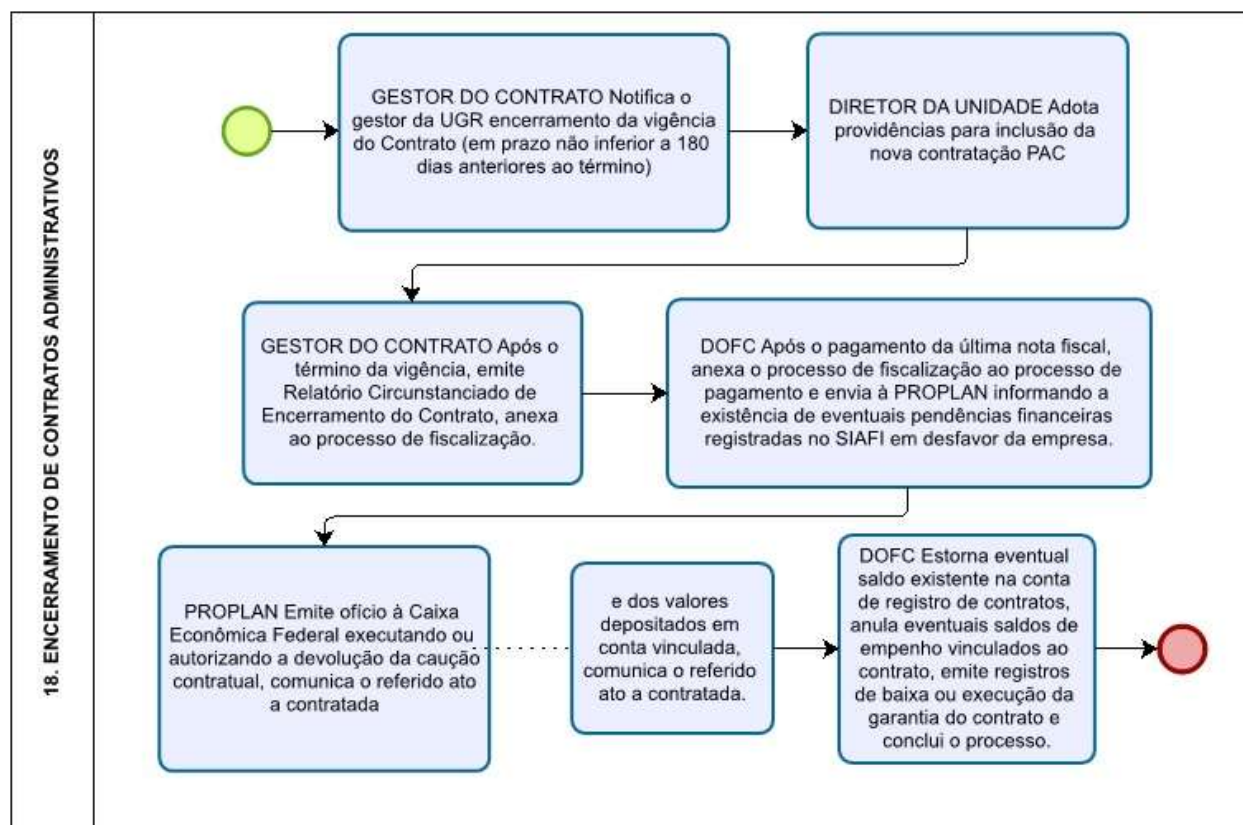 18. ENCERRAMENTO DE CONTRATOS ADMINISTRATIVOS
GESTOR DO CONTRATO Notifica o
gestor da UGR encerramento da vigência
do Contrato (em prazo não inferior a 180
dias anteriores ao término)
DIRETOR DA UNIDADE Adota
providências para inclusão da
nova contratação PAC
GESTOR DO CONTRATO Após o
término da vigência, emite
Relatório Circunstanciado de
Encerramento do Contrato, anexa
ao processo de fiscalização.
DOFC Após o pagamento da última nota fiscal,
anexa o processo de fiscalização ao processo de
pagamento e envia à PROPLAN informando a
existência de eventuais pendências financeiras
registradas no SIAFI em desfavor da empresa.
PROPLAN Emite ofício à Caixa
Econômica Federal executando ou
autorizando a devolução da caução
contratual, comunica o referido ato
a contratada
e dos valores
depositados em
conta vinculada,
comunica o referido
ato a contratada.
DOFC Estorna eventual
saldo existente na conta
de registro de contratos,
anula eventuais saldos de
empenho vinculados ao
contrato, emite registros
de baixa ou execução da
garantia do contrato e
conclui o processo.